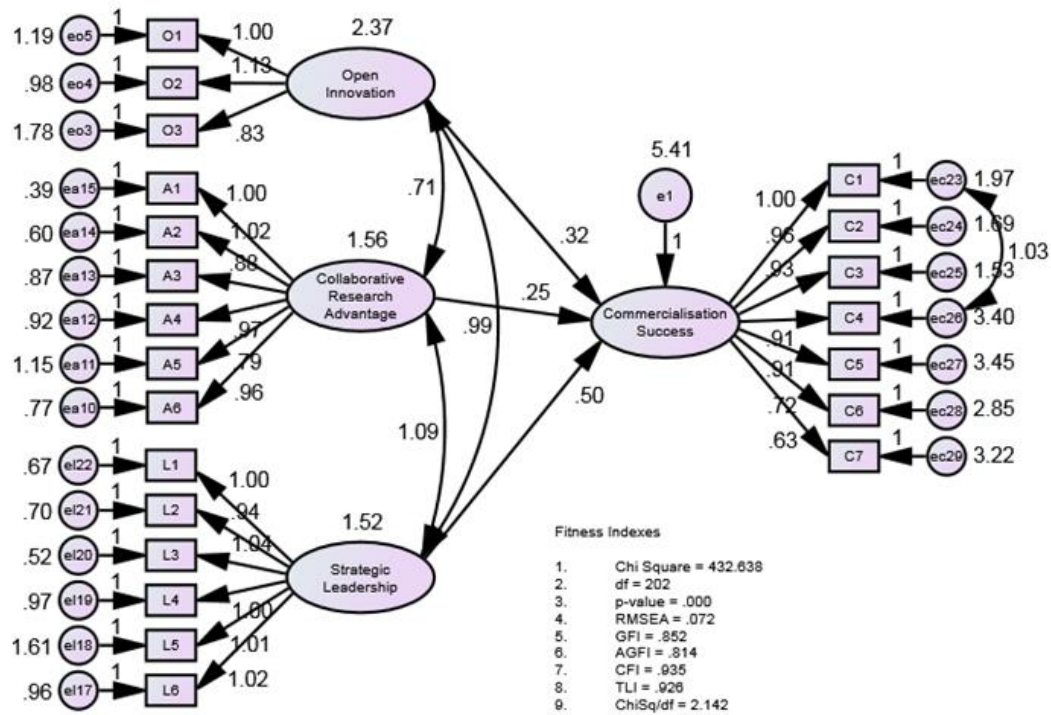 2.37
1.19 eo5 1 O1 1.00
.98 eo4 1 O2 1.13
1.78 eo3 1 O3 .83
Open
Innovation
.39 ea15 1 A1 1.00
.60 ea14 1 A2 1.02
.87 ea13 1 A3 .88
.92 ea12 1 A4 .97
1.15 ea11 1 A5 .79
.77 ea10 1 A6 .96
1.56
Collaborative
Research
Advantage
.67 el22 1 L1 1.00
.70 el21 1 L2 .94
.52 el20 1 L3 1.04
.97 el19 1 L4 1.00
1.61 el18 1 L5 1.01
.96 el17 1 L6 1.02
1.52
Strategic
Leadership
.71
.99
1.09
.32
.25
.50
5.41
e1
1
Commercialisation
Success
1.00 C1 1 ec23 1.97
.96 C2 1 ec24 1.69
.93 C3 1 ec25 1.53
.91 C4 1 ec26 3.40
.91 C5 1 ec27 3.45
.72 C6 1 ec28 2.85
.63 C7 1 ec29 3.22
1.03
Fitness Indexes
1. Chi Square = 432.638
2. df = 202
3. p-value = .000
4. RMSEA = .072
5. GFI = .852
6. AGFI = .814
7. CFI = .935
8. TLI = .926
9. ChiSq/df = 2.142